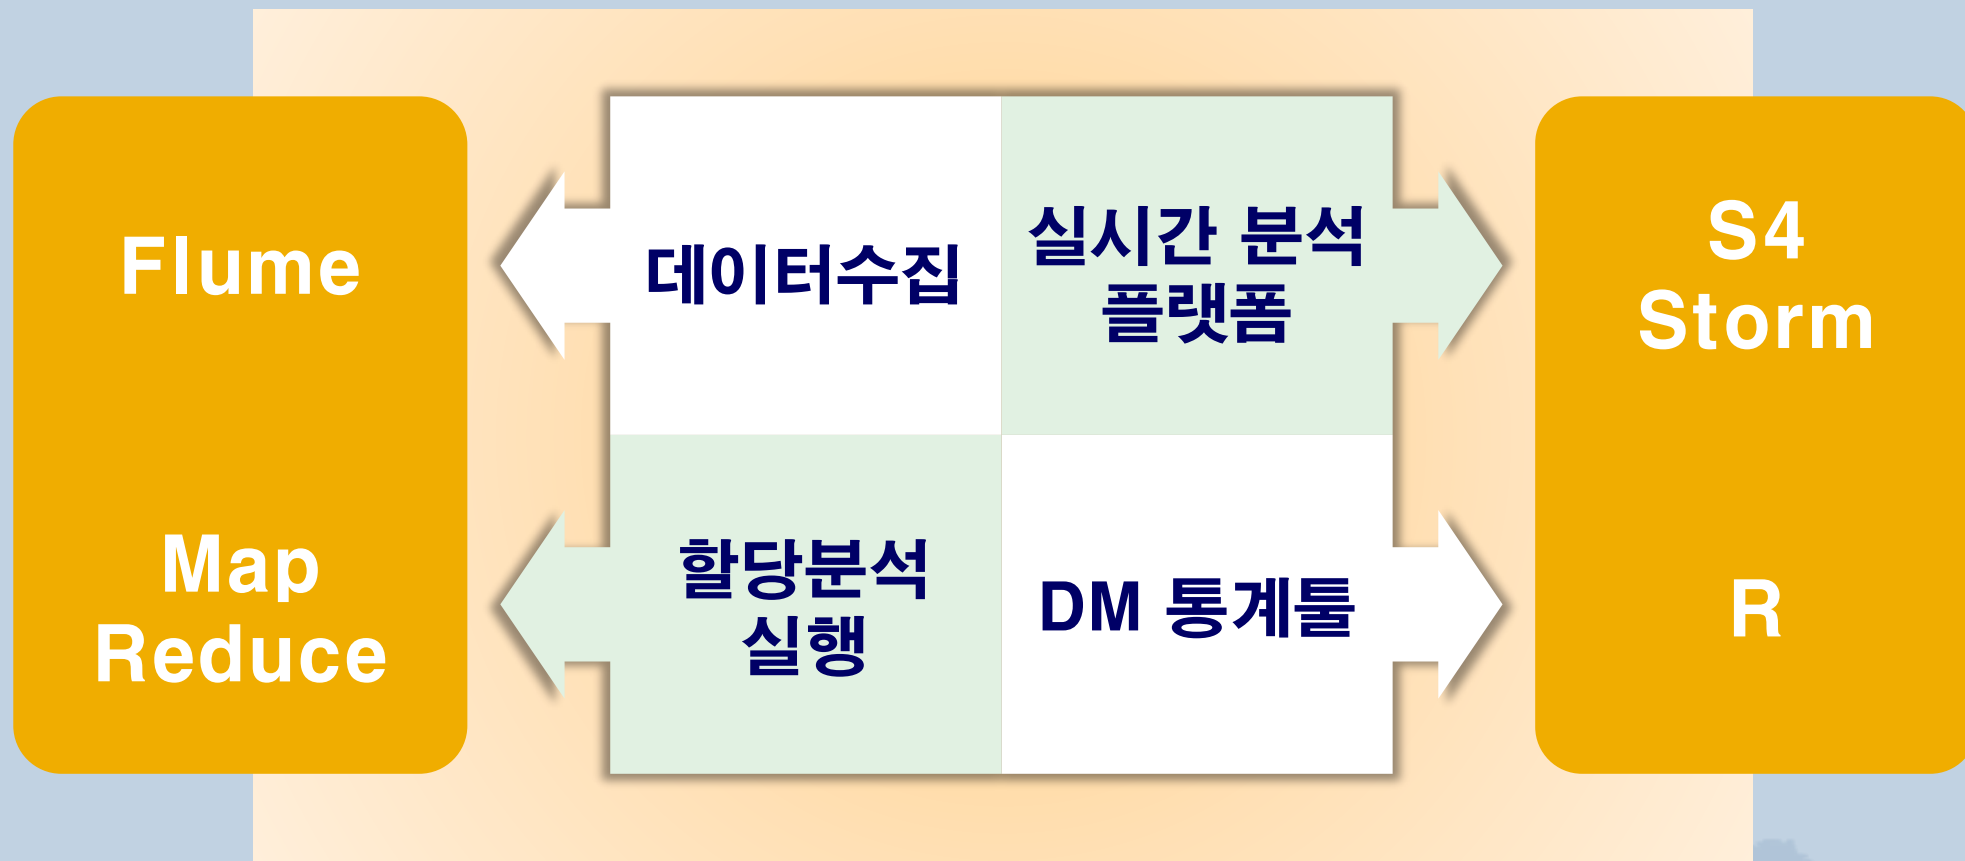 Flume
데이터수집
실시간 분석
플랫폼
S4
Storm
Map
Reduce
할당분석
실행
DM 통계툴
R